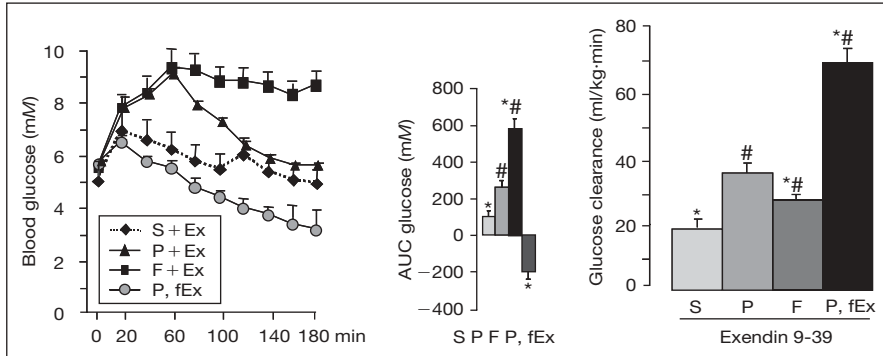 Blood glucose (mM)
10
8
6
4
2
0
S + Ex
P + Ex
F + Ex
P, fEx
0 20 60 100 140 180 min
AUC glucose (mM)
800
600
400
200
0
−200
−400
*
#
*#
*
S P F P, fEx
Glucose clearance (ml/kg·min)
80
60
40
20
0
*
#
*#
*#
S P F P, fEx
Exendin 9-39